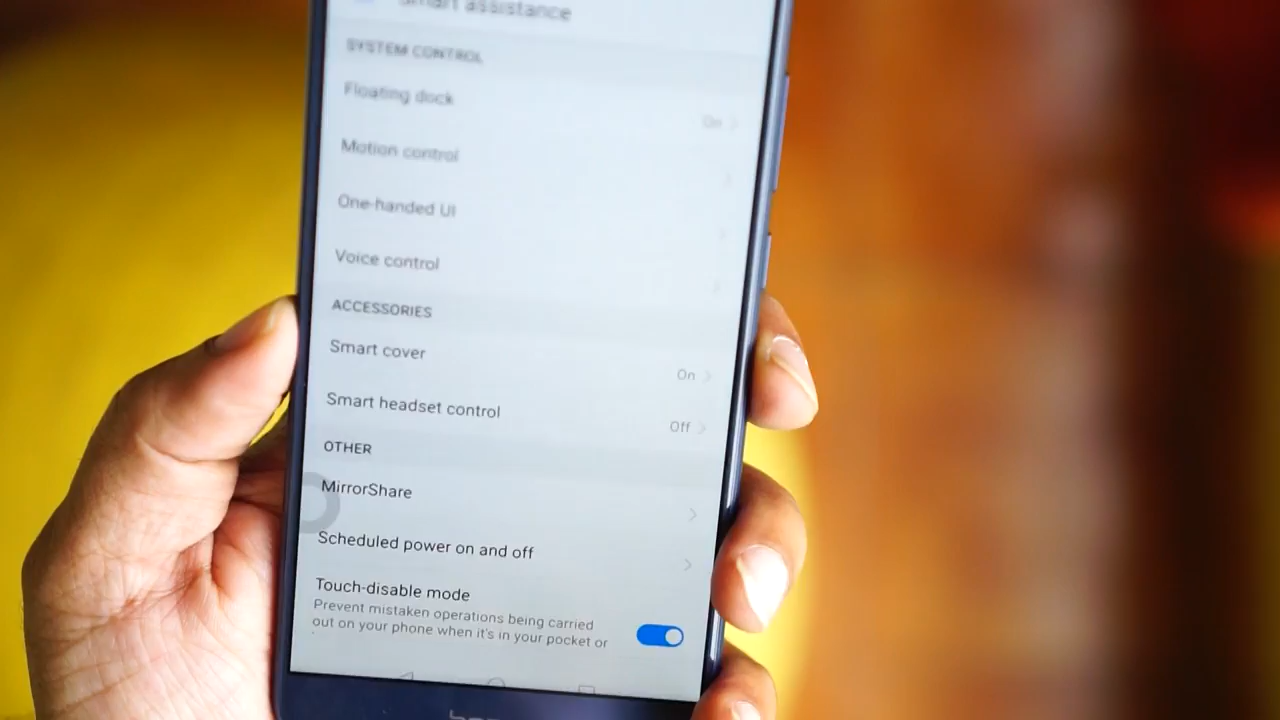 Smart assistance
SYSTEM CONTROL
Floating dock
On
Motion control
One-handed UI
Voice control
ACCESSORIES
Smart cover
On
Smart headset control
Off
OTHER
MirrorShare
Scheduled power on and off
Touch-disable mode
Prevent mistaken operations being carried
out on your phone when it's in your pocket or